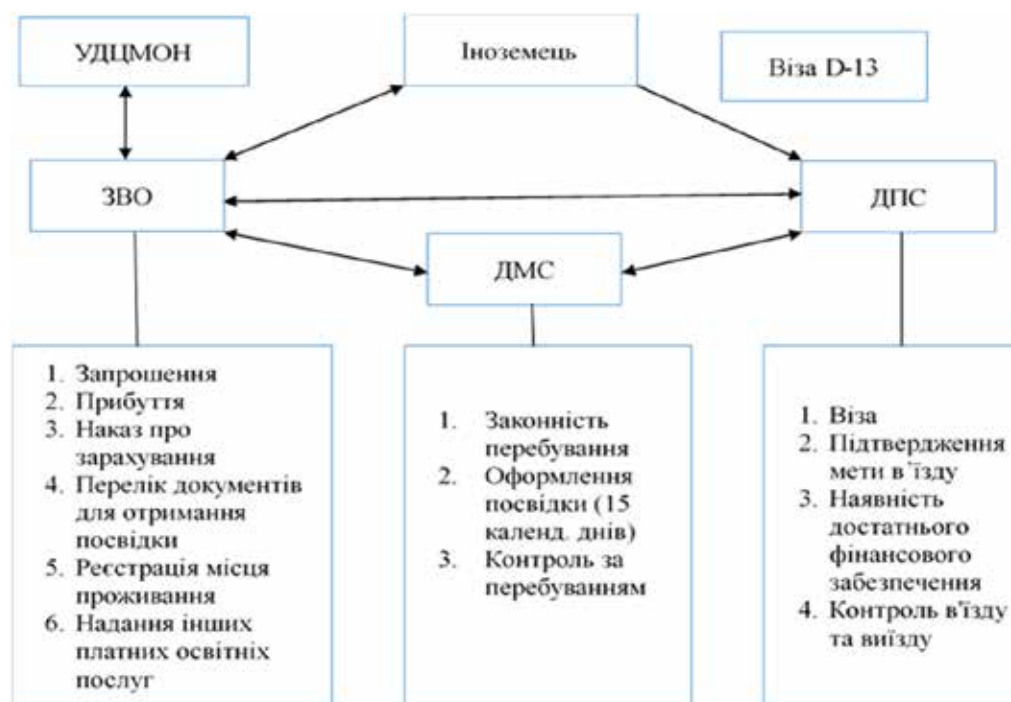 УДЦМОН
Іноземець
Віза D-13
ЗВО
ДПС
ДМС
1. Запрошення
2. Прибуття
3. Наказ про
зарахування
4. Перелік документів
для отримання
посвідки
5. Реєстрація місця
проживання
6. Надання інших
платних освітніх
послуг
1. Законність
перебування
2. Оформлення
посвідки (15
календ. днів)
3. Контроль за
перебуванням
1. Віза
2. Підтвердження
мети в`їзду
3. Наявність
достатнього
фінансового
забезпечення
4. Контроль в'їзду
та виїзду